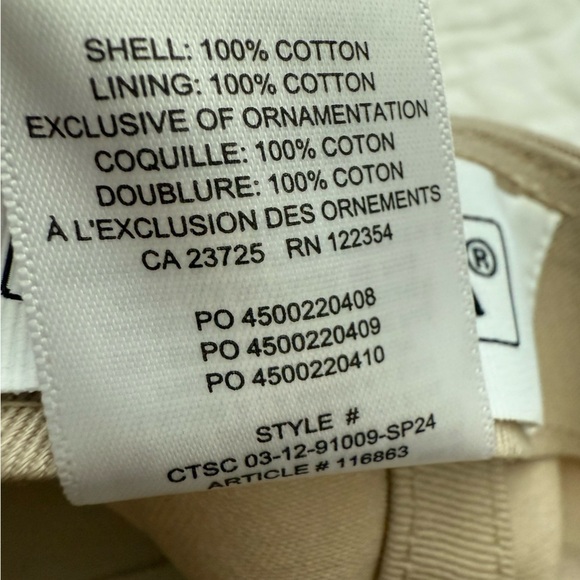 SHELL: 100% COTTON
LINING: 100% COTTON
EXCLUSIVE OF ORNAMENTATION
COQUILLE: 100% COTON
DOUBLURE: 100% COTON
À L'EXCLUSION DES ORNEMENTS
CA 23725 RN 122354
PO 4500220408
PO 4500220409
PO 4500220410
STYLE #
CTSC 03-12-91009-SP24
ARTICLE # 116863
®